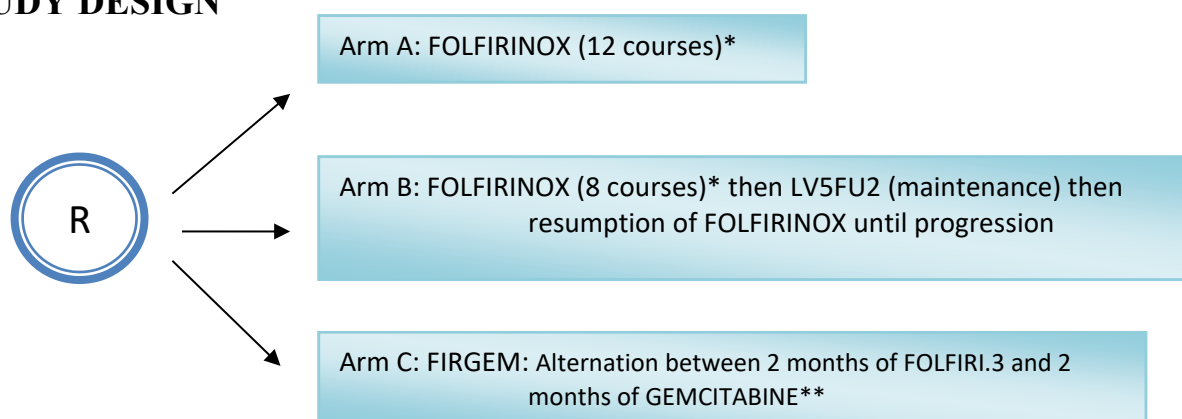 UDY DESIGN
Arm A: FOLFIRINOX (12 courses)*
R
Arm B: FOLFIRINOX (8 courses)* then LV5FU2 (maintenance) then
resumption of FOLFIRINOX until progression
Arm C: FIRGEM: Alternation between 2 months of FOLFIRI.3 and 2
months of GEMCITABINE**